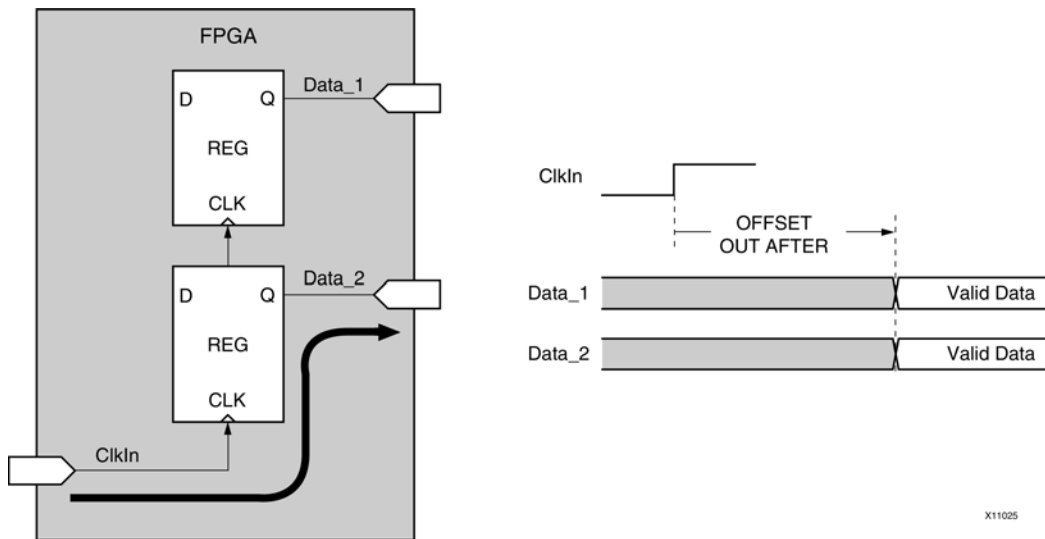 FPGA
Data_1
D Q
REG
CLK
Data_2
D Q
REG
CLK
ClkIn
ClkIn
OFFSET
OUT AFTER
Data_1 Valid Data
Data_2 Valid Data
X11025